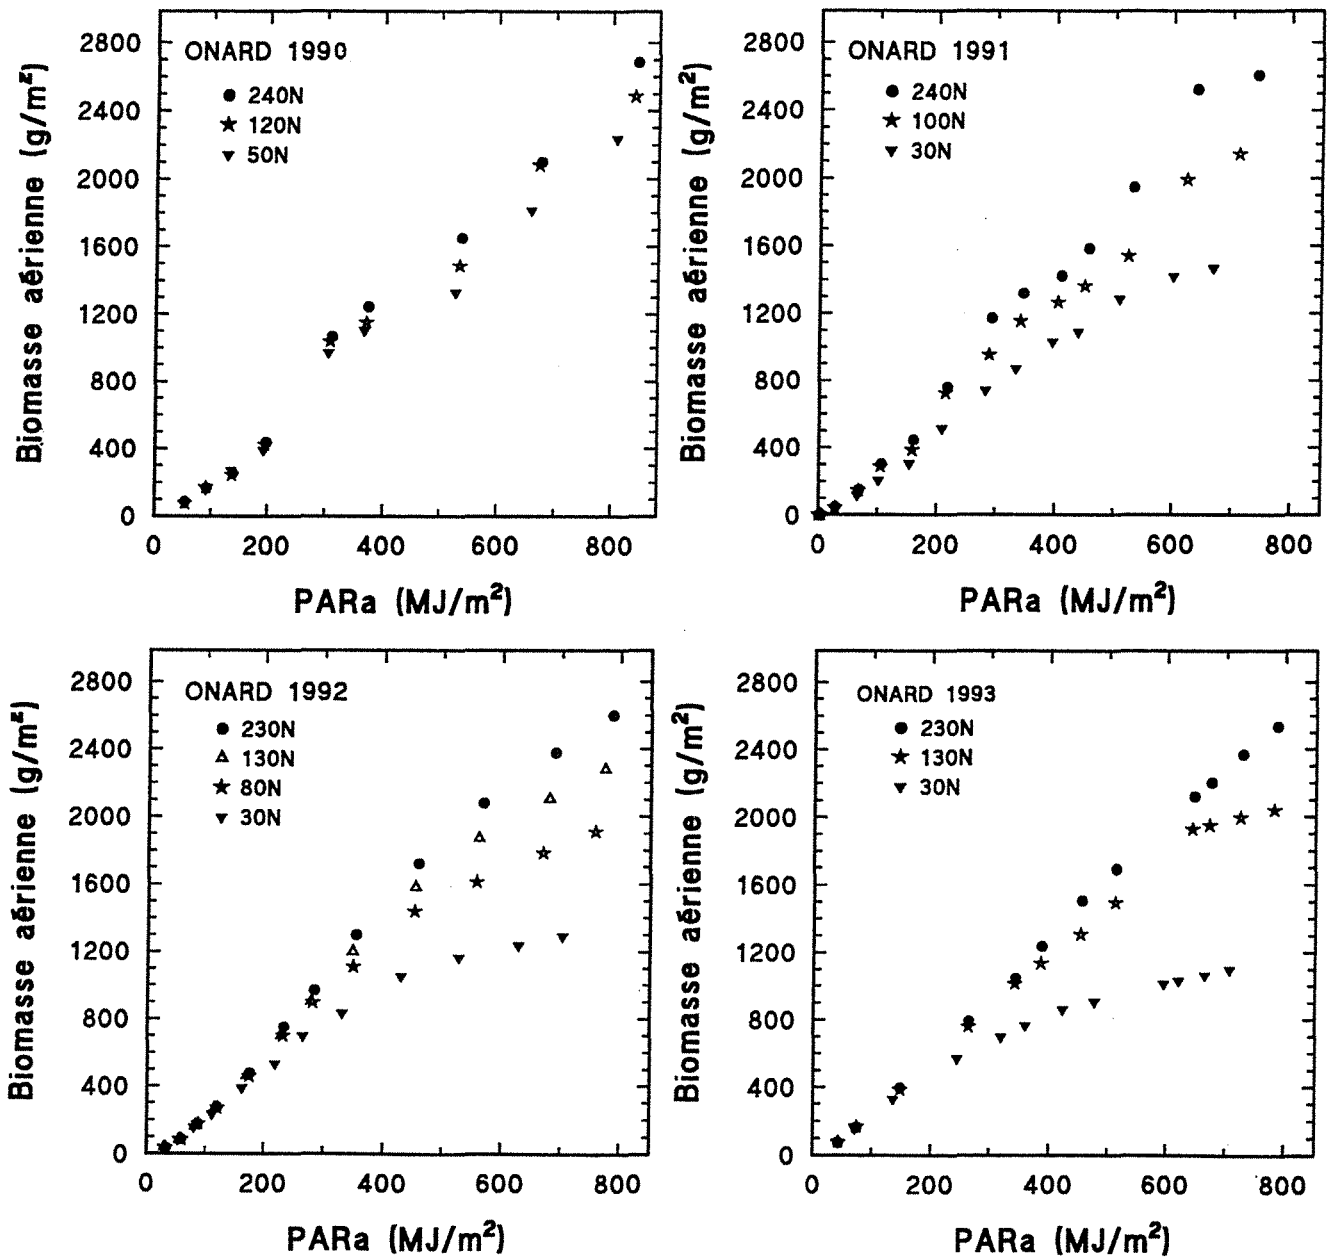 ONARD 1990
240N
120N
50N
2800
2400
2000
1600
1200
800
400
0
0 200 400 600 800
Biomasse aérienne (g/m²)
PARa (MJ/m²)
ONARD 1991
240N
100N
30N
2800
2400
2000
1600
1200
800
400
0
0 200 400 600 800
Biomasse aérienne (g/m²)
PARa (MJ/m²)
ONARD 1992
230N
130N
80N
30N
2800
2400
2000
1600
1200
800
400
0
0 200 400 600 800
Biomasse aérienne (g/m²)
PARa (MJ/m²)
ONARD 1993
230N
130N
30N
2800
2400
2000
1600
1200
800
400
0
0 200 400 600 800
Biomasse aérienne (g/m²)
PARa (MJ/m²)